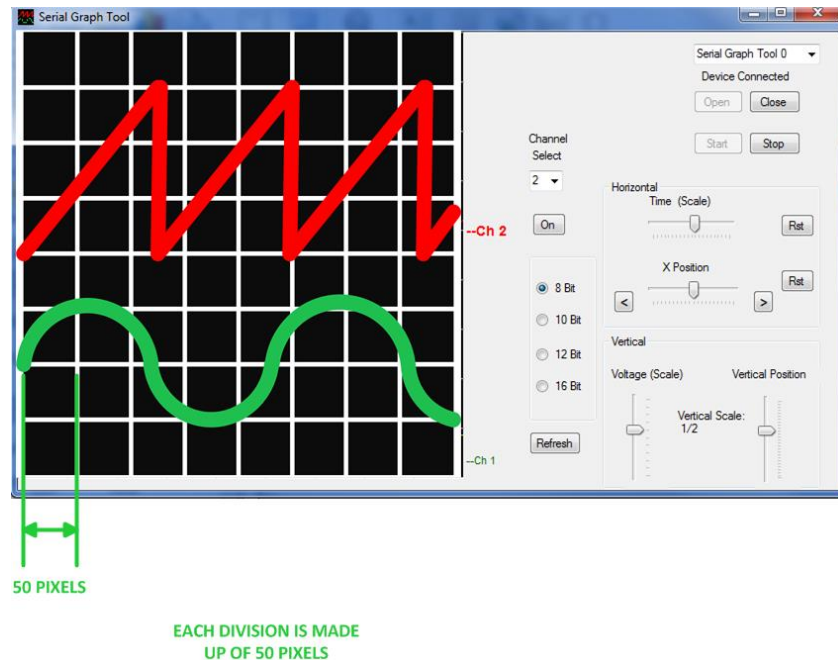 Serial Graph Tool
Serial Graph Tool 0
Device Connected
Open Close
Channel
Select
Start Stop
2
Horizontal
Time (Scale)
On
--Ch 2
Rst
X Position
Rst
8 Bit
< >
10 Bit
Vertical
12 Bit
Voltage (Scale) Vertical Position
16 Bit
Vertical Scale:
1/2
Refresh
--Ch 1
50 PIXELS
EACH DIVISION IS MADE
UP OF 50 PIXELS